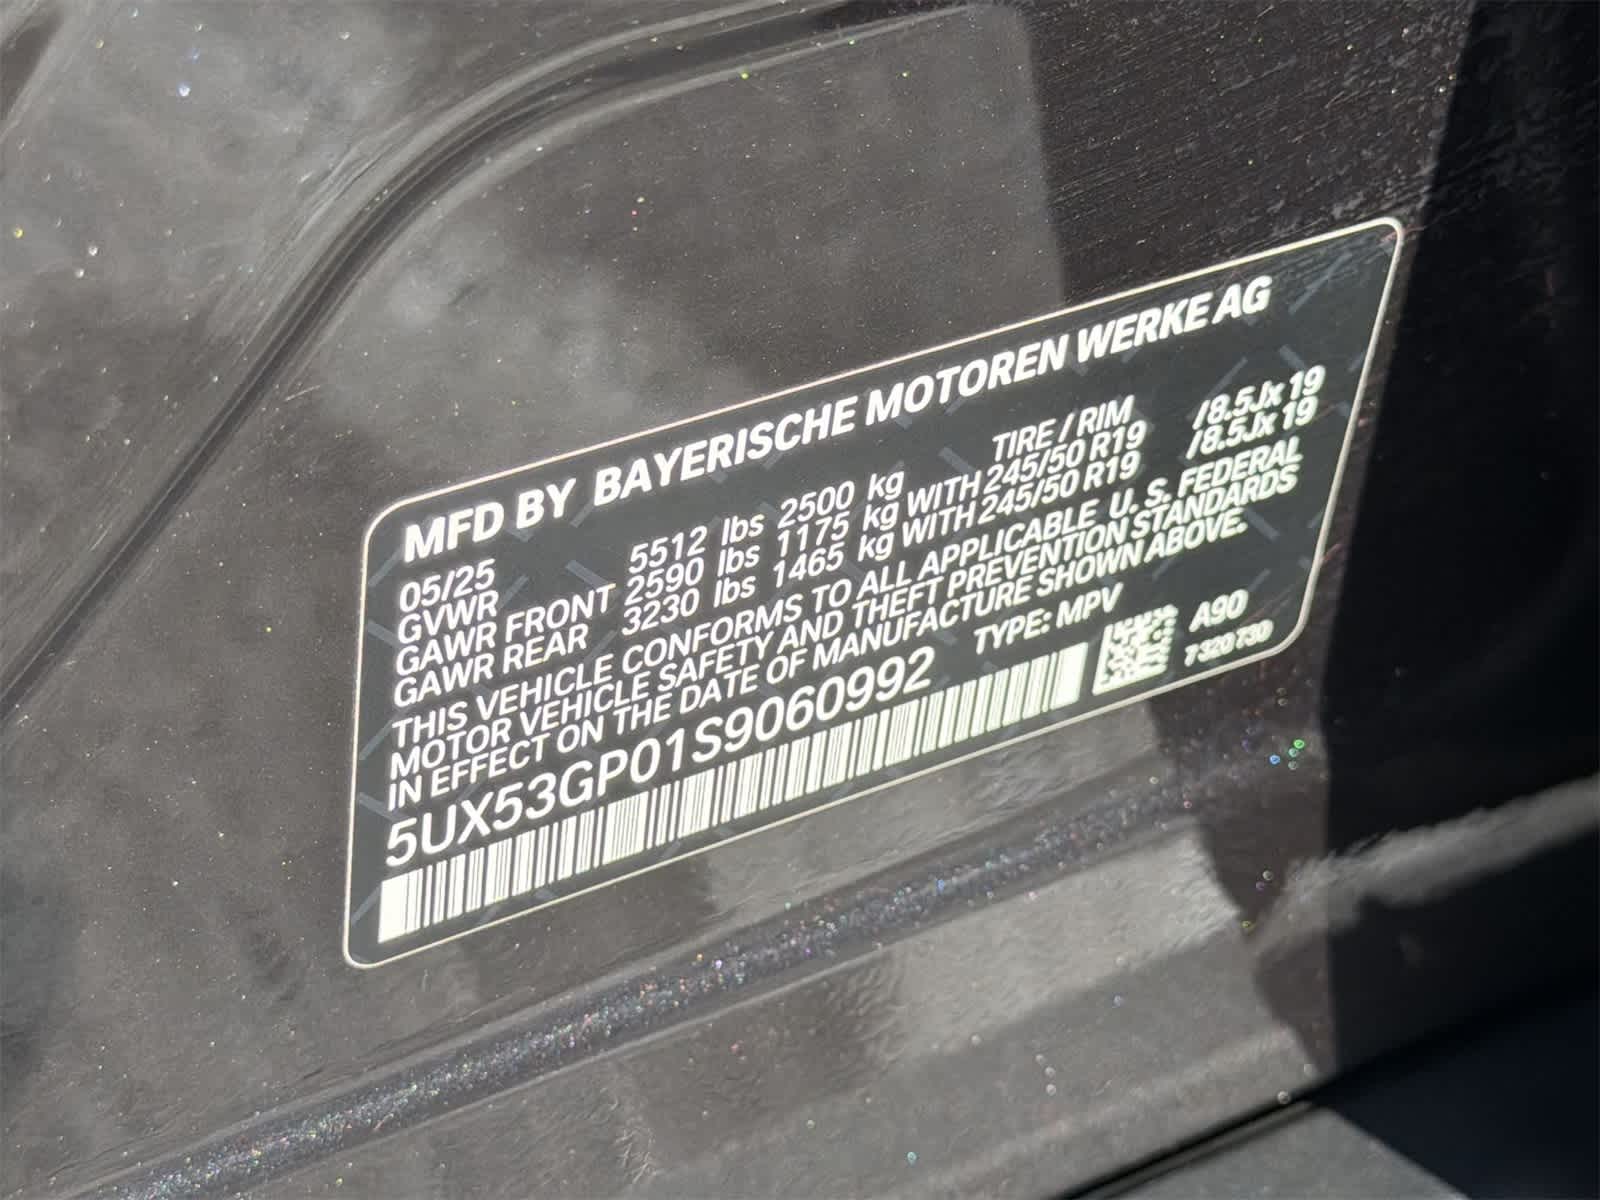 MFD BY BAYERISCHE MOTOREN WERKE AG
05/25 TIRE / RIM
GVWR 5512 lbs 2500 kg
GAWR FRONT 2590 lbs 1175 kg WITH 245/50 R19 /8.5Jx 19
GAWR REAR 3230 lbs 1465 kg WITH 245/50 R19 /8.5Jx 19
THIS VEHICLE CONFORMS TO ALL APPLICABLE U. S. FEDERAL
MOTOR VEHICLE SAFETY AND THEFT PREVENTION STANDARDS
IN EFFECT ON THE DATE OF MANUFACTURE SHOWN ABOVE.
5UX53GP01S9060992 TYPE: MPV
A90
7 320 730